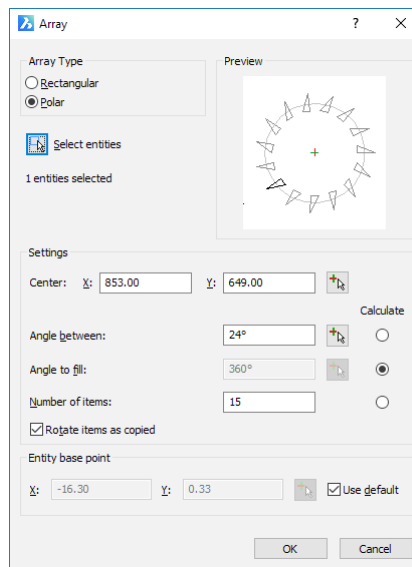 Array
?
Array Type
Rectangular
Polar
Preview
Select entities
1 entities selected
Settings
Center: X: 853.00 Y: 649.00
Calculate
Angle between: 24°
Angle to fill: 360°
Number of items: 15
Rotate items as copied
Entity base point
X: -16.30 Y: 0.33 Use default
OK Cancel